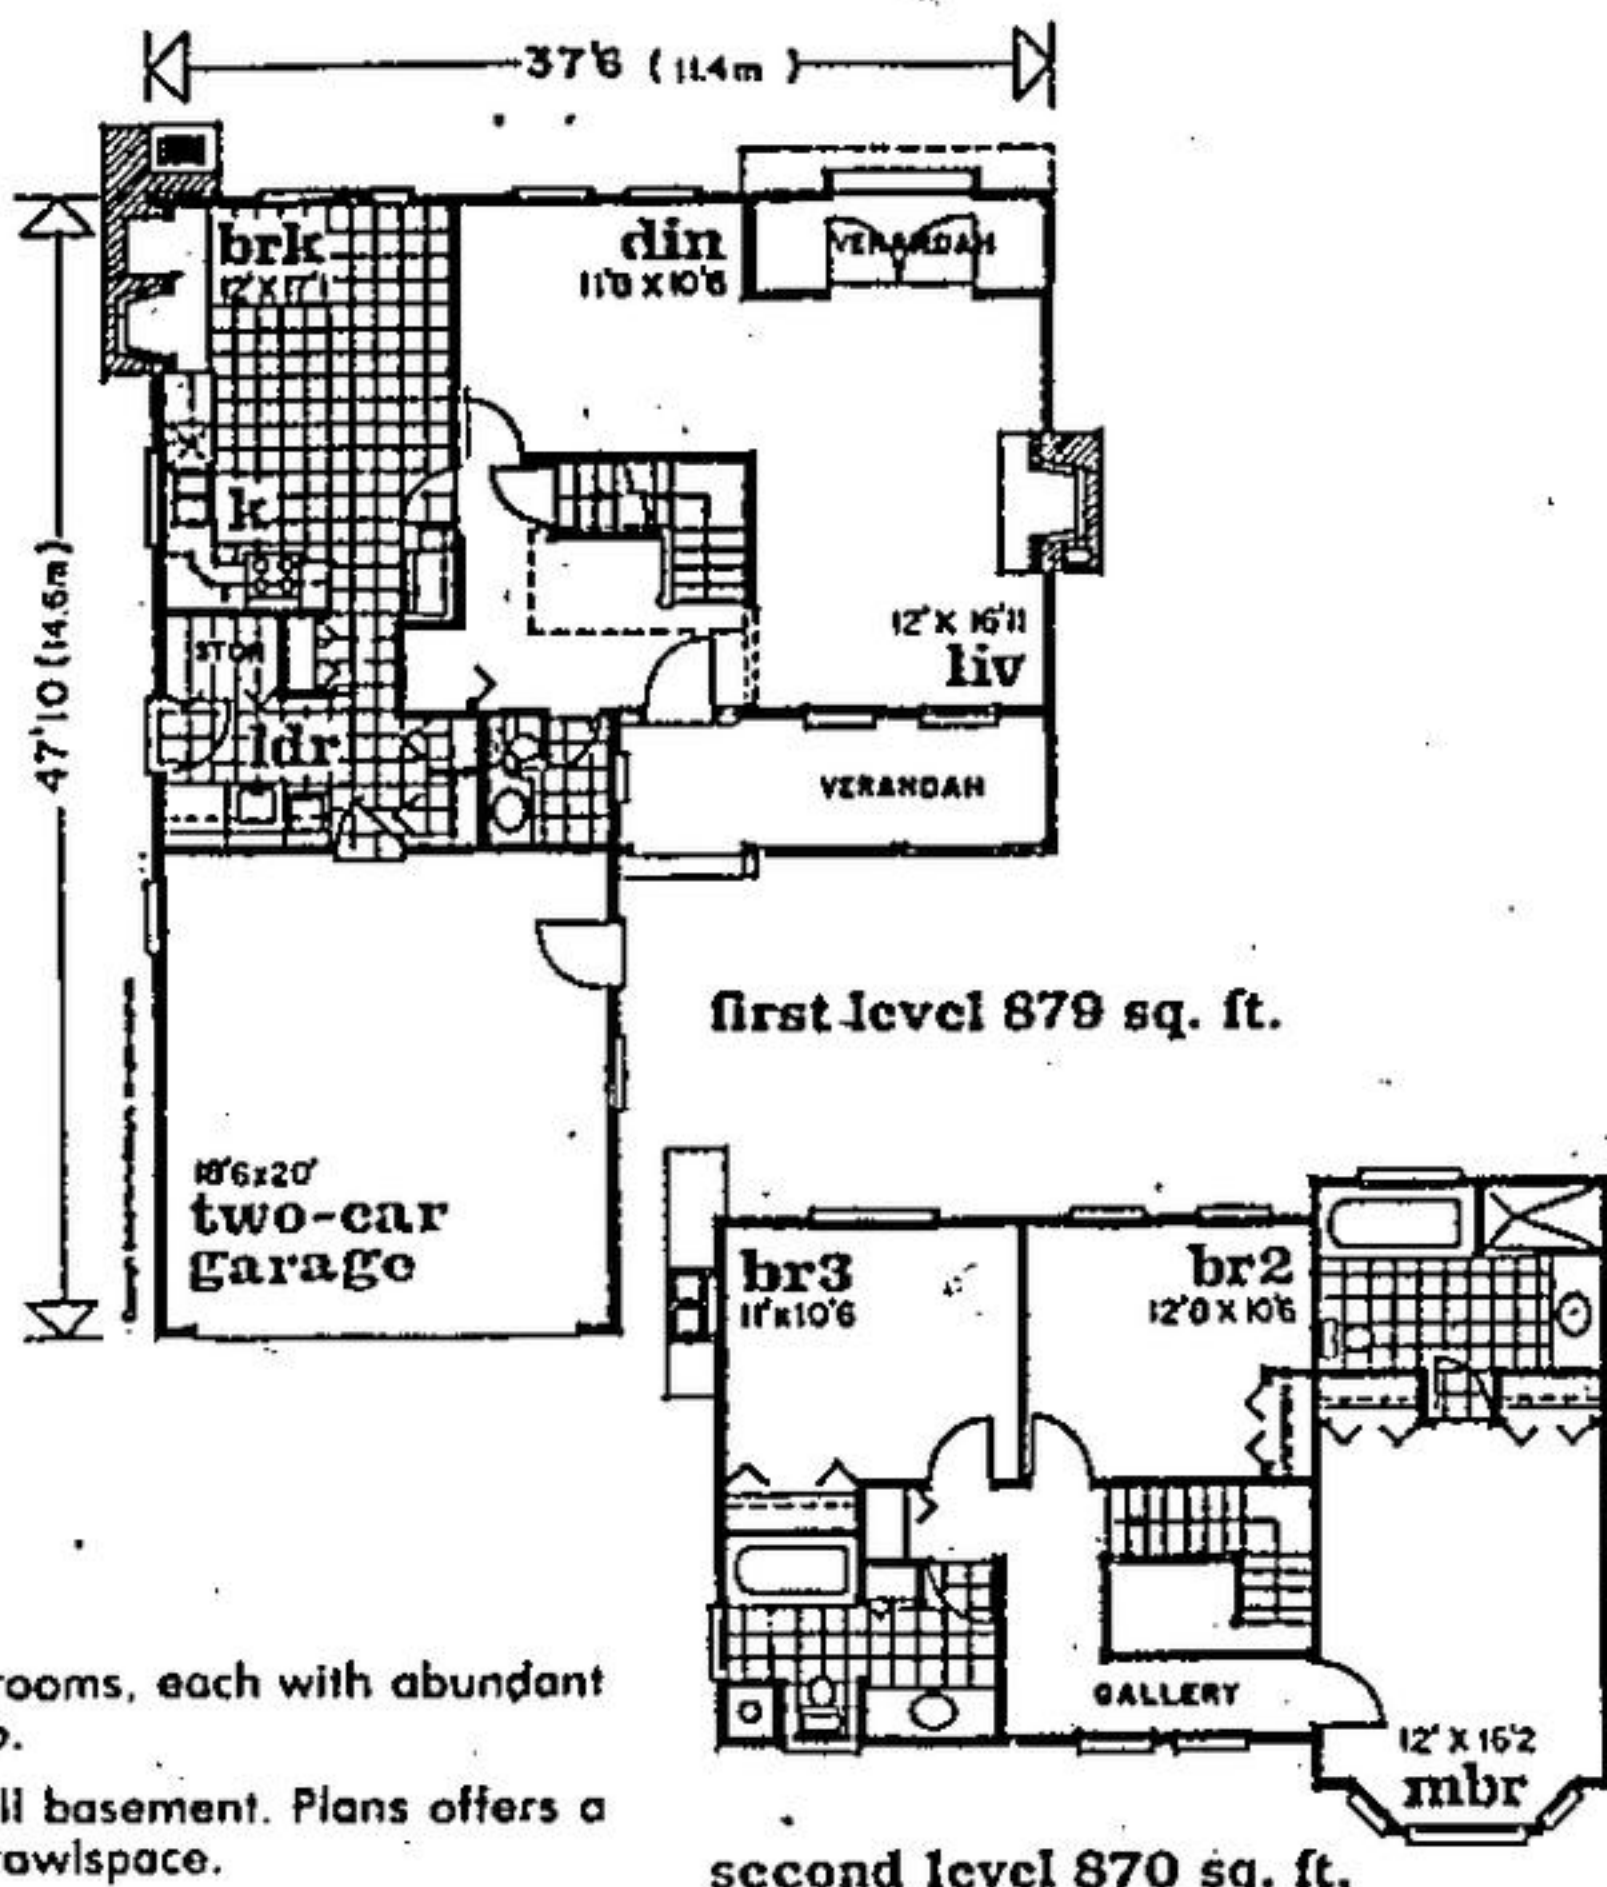 37'6 (11.4m)
brk
12' X 17'1
din
11'0 X 10'6
VERANDAH
k
47'10 (14.6m)
12' X 16'11
liv
STOR
ldr
VERANDAH
first level 879 sq. ft.
18'6x20'
two-car
garage
br3
11'x10'6
br2
12'0 X 10'6
GALLERY
12' X 16'2
mbr
rooms, each with abundant
ll basement. Plans offers a
rawlspace.
second level 870 sq. ft.